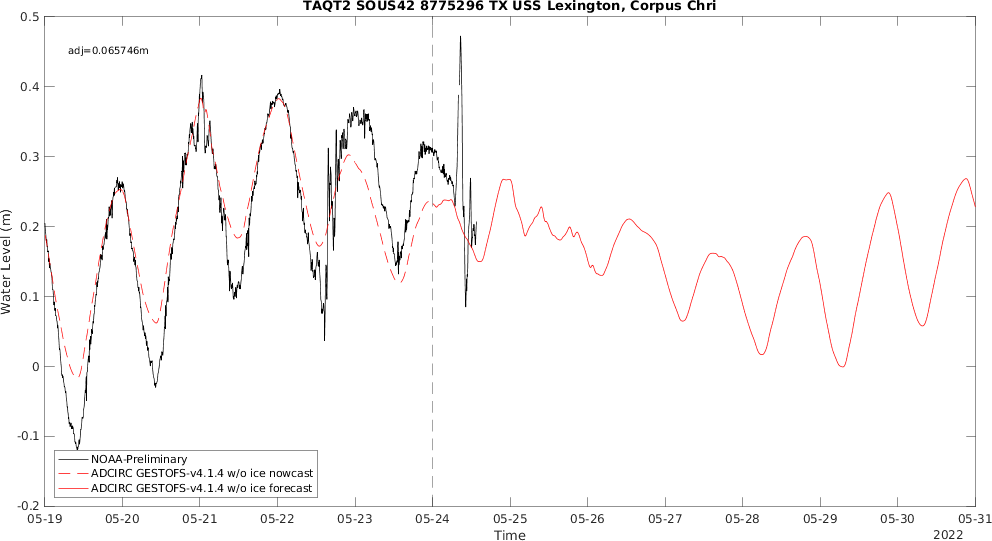 TAQT2 SOUS42 8775296 TX USS Lexington, Corpus Chri
adj=0.065746m
0.5
0.4
0.3
0.2
0.1
0
-0.1
-0.2
Water Level (m)
NOAA-Preliminary
ADCIRC GESTOFS-v4.1.4 w/o ice nowcast
ADCIRC GESTOFS-v4.1.4 w/o ice forecast
05-19 05-20 05-21 05-22 05-23 05-24 05-25 05-26 05-27 05-28 05-29 05-30 05-31
Time
2022